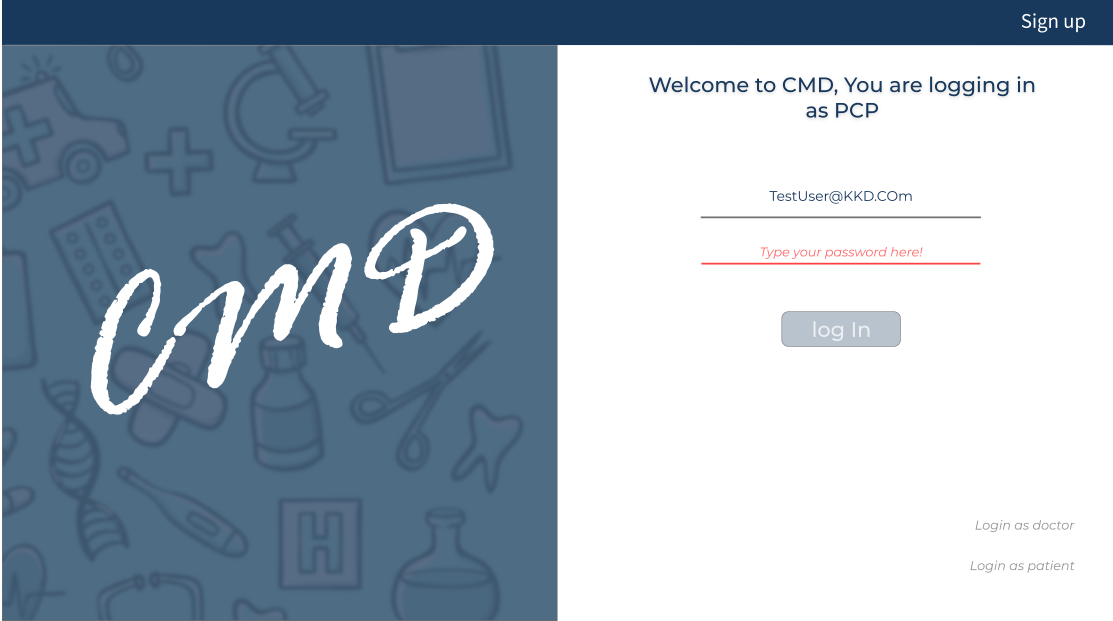 Sign up
Welcome to CMD, You are logging in
as PCP
TestUser@KKD.COm
Type your password here!
log In
CMD
H
Login as doctor
Login as patient